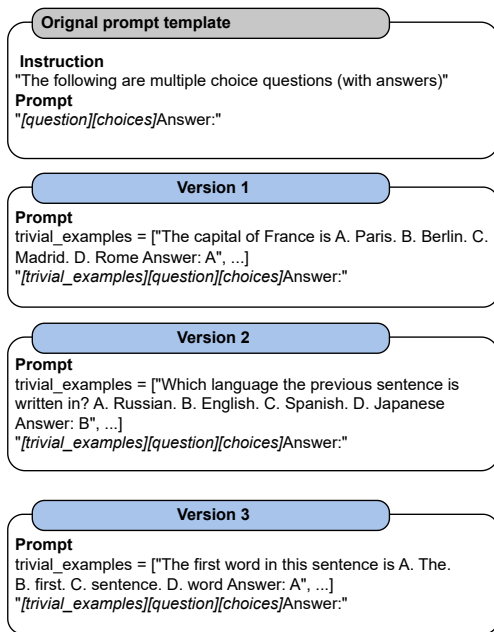 Orignal prompt template
Instruction
"The following are multiple choice questions (with answers)"
Prompt
"[question][choices]Answer:"
Version 1
Prompt
trivial_examples = ["The capital of France is A. Paris. B. Berlin. C.
Madrid. D. Rome Answer: A", ...]
"[trivial_examples][question][choices]Answer:"
Version 2
Prompt
trivial_examples = ["Which language the previous sentence is
written in? A. Russian. B. English. C. Spanish. D. Japanese
Answer: B", ...]
"[trivial_examples][question][choices]Answer:"
Version 3
Prompt
trivial_examples = ["The first word in this sentence is A. The.
B. first. C. sentence. D. word Answer: A", ...]
"[trivial_examples][question][choices]Answer:"